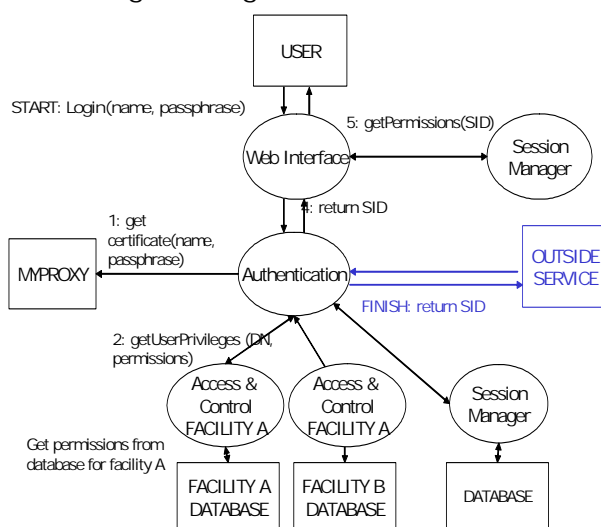 USER
START: Login(name, passphrase)
5: getPermissions(SID)
Web Interface
Session
Manager
4: return SID
1: get
certificate(name,
passphrase)
MYPROXY
Authentication
OUTSIDE
SERVICE
FINISH: return SID
2: getUserPrivileges (DN,
permissions)
Access &
Control
FACILITY A
Access &
Control
FACILITY A
Session
Manager
Get permissions from
database for facility A
FACILITY A
DATABASE
FACILITY B
DATABASE
DATABASE